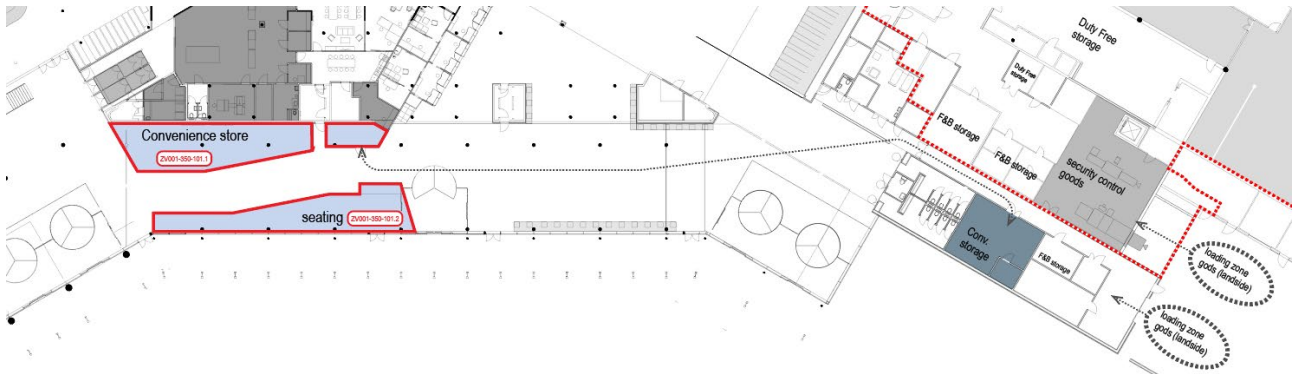 Convenience store
ZV001-350-101.1
seating
ZV001-350-101.2
Duty Free
storage
Duty Free
storage
F&B storage
F&B storage
security control
goods
Conv.
storage
F&B storage
loading zone
gods (landside)
loading zone
gods (landside)